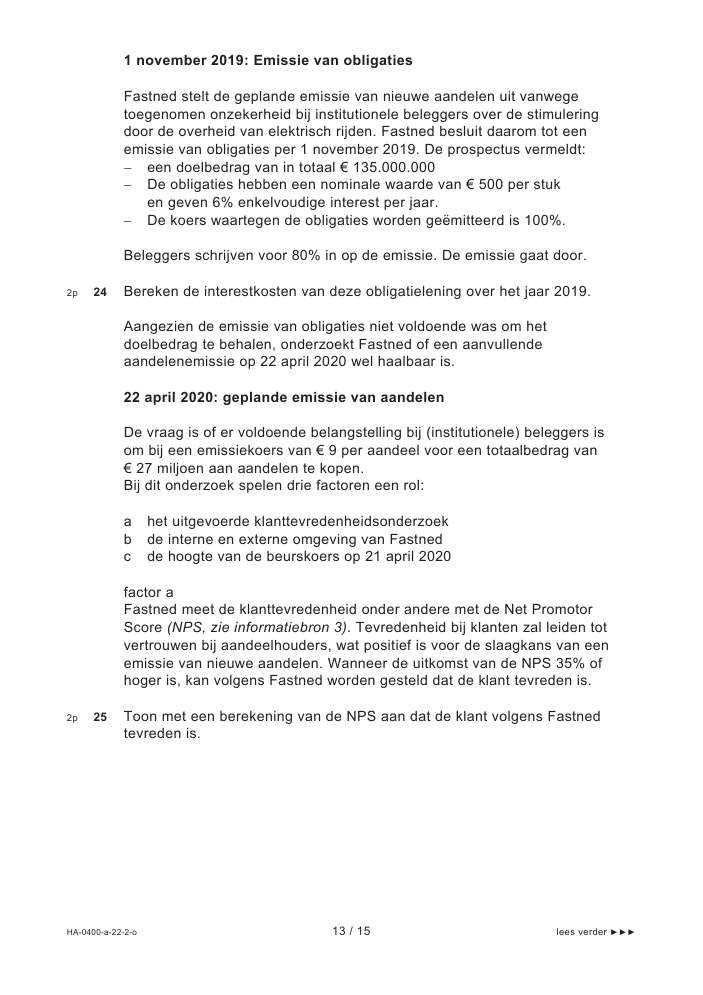 1 november 2019: Emissie van obligaties
Fastned stelt de geplande emissie van nieuwe aandelen uit vanwege
toegenomen onzekerheid bij institutionele beleggers over de stimulering
door de overheid van elektrisch rijden. Fastned besluit daarom tot een
emissie van obligaties per 1 november 2019. De prospectus vermeldt:
– een doelbedrag van in totaal € 135.000.000
– De obligaties hebben een nominale waarde van € 500 per stuk
en geven 6% enkelvoudige interest per jaar.
– De koers waartegen de obligaties worden geëmitteerd is 100%.
Beleggers schrijven voor 80% in op de emissie. De emissie gaat door.
2p 24 Bereken de interestkosten van deze obligatielening over het jaar 2019.
Aangezien de emissie van obligaties niet voldoende was om het
doelbedrag te behalen, onderzoekt Fastned of een aanvullende
aandelenemissie op 22 april 2020 wel haalbaar is.
22 april 2020: geplande emissie van aandelen
De vraag is of er voldoende belangstelling bij (institutionele) beleggers is
om bij een emissiekoers van € 9 per aandeel voor een totaalbedrag van
€ 27 miljoen aan aandelen te kopen.
Bij dit onderzoek spelen drie factoren een rol:
a het uitgevoerde klanttevredenheidsonderzoek
b de interne en externe omgeving van Fastned
c de hoogte van de beurskoers op 21 april 2020
factor a
Fastned meet de klanttevredenheid onder andere met de Net Promotor
Score (NPS, zie informatiebron 3). Tevredenheid bij klanten zal leiden tot
vertrouwen bij aandeelhouders, wat positief is voor de slaagkans van een
emissie van nieuwe aandelen. Wanneer de uitkomst van de NPS 35% of
hoger is, kan volgens Fastned worden gesteld dat de klant tevreden is.
2p 25 Toon met een berekening van de NPS aan dat de klant volgens Fastned
tevreden is.
HA-0400-a-22-2-o 13 / 15 lees verder ►►►